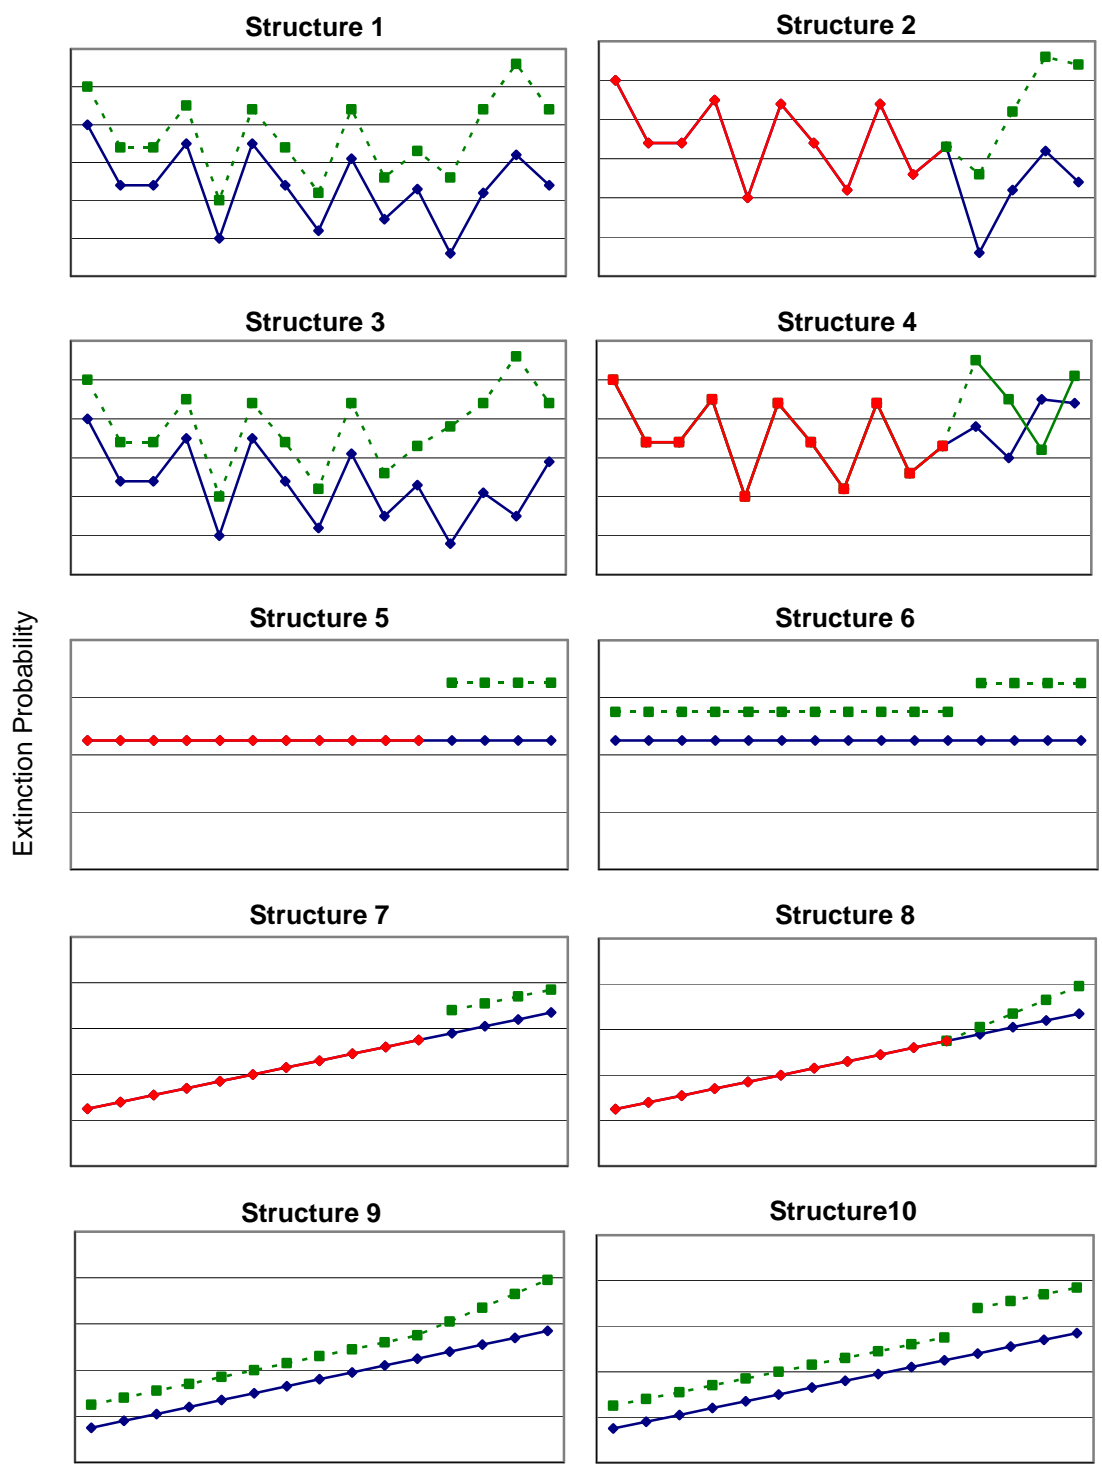 Structure 1
Structure 2
Structure 3
Structure 4
Extinction Probability
Structure 5
Structure 6
Structure 7
Structure 8
Structure 9
Structure10